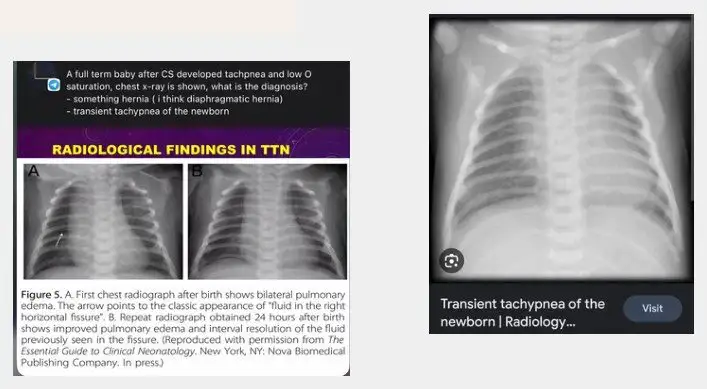 A full term baby after CS developed tachpnea and low O
saturation, chest x-ray is shown, what is the diagnosis?
- something hernia ( i think diaphragmatic hernia)
- transient tachypnea of the newborn
RADIOLOGICAL FINDINGS IN TTN
A
B
Figure 5. A. First chest radiograph after birth shows bilateral pulmonary
edema. The arrow points to the classic appearance of "fluid in the right
horizontal fissure". B. Repeat radiograph obtained 24 hours after birth
shows improved pulmonary edema and interval resolution of the fluid
previously seen in the fissure. (Reproduced with permission from The
Essential Guide to Clinical Neonatology. New York, NY: Nova Biomedical
Publishing Company. In press.)
Transient tachypnea of the
newborn | Radiology...
Visit